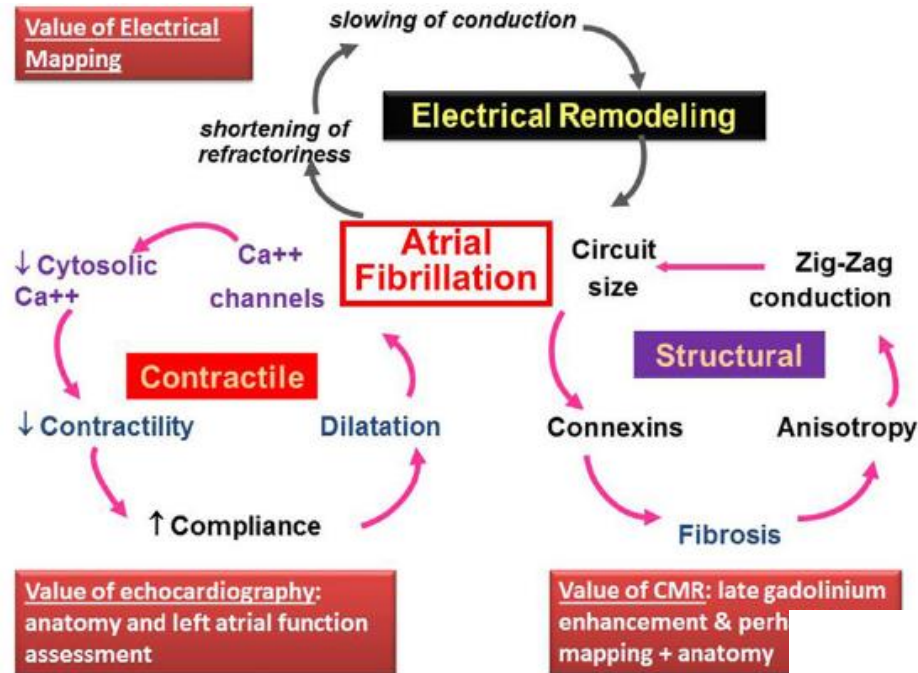 Value of Electrical
Mapping
slowing of conduction
Electrical Remodeling
shortening of
refractoriness
Atrial
Fibrillation
↓ Cytosolic
Ca++
Ca++
channels
Circuit
size
Zig-Zag
conduction
Contractile
Structural
↓ Contractility
Dilatation
Connexins
Anisotropy
↑ Compliance
Fibrosis
Value of echocardiography:
anatomy and left atrial function
assessment
Value of CMR: late gadolinium
enhancement &
mapping + anatomy